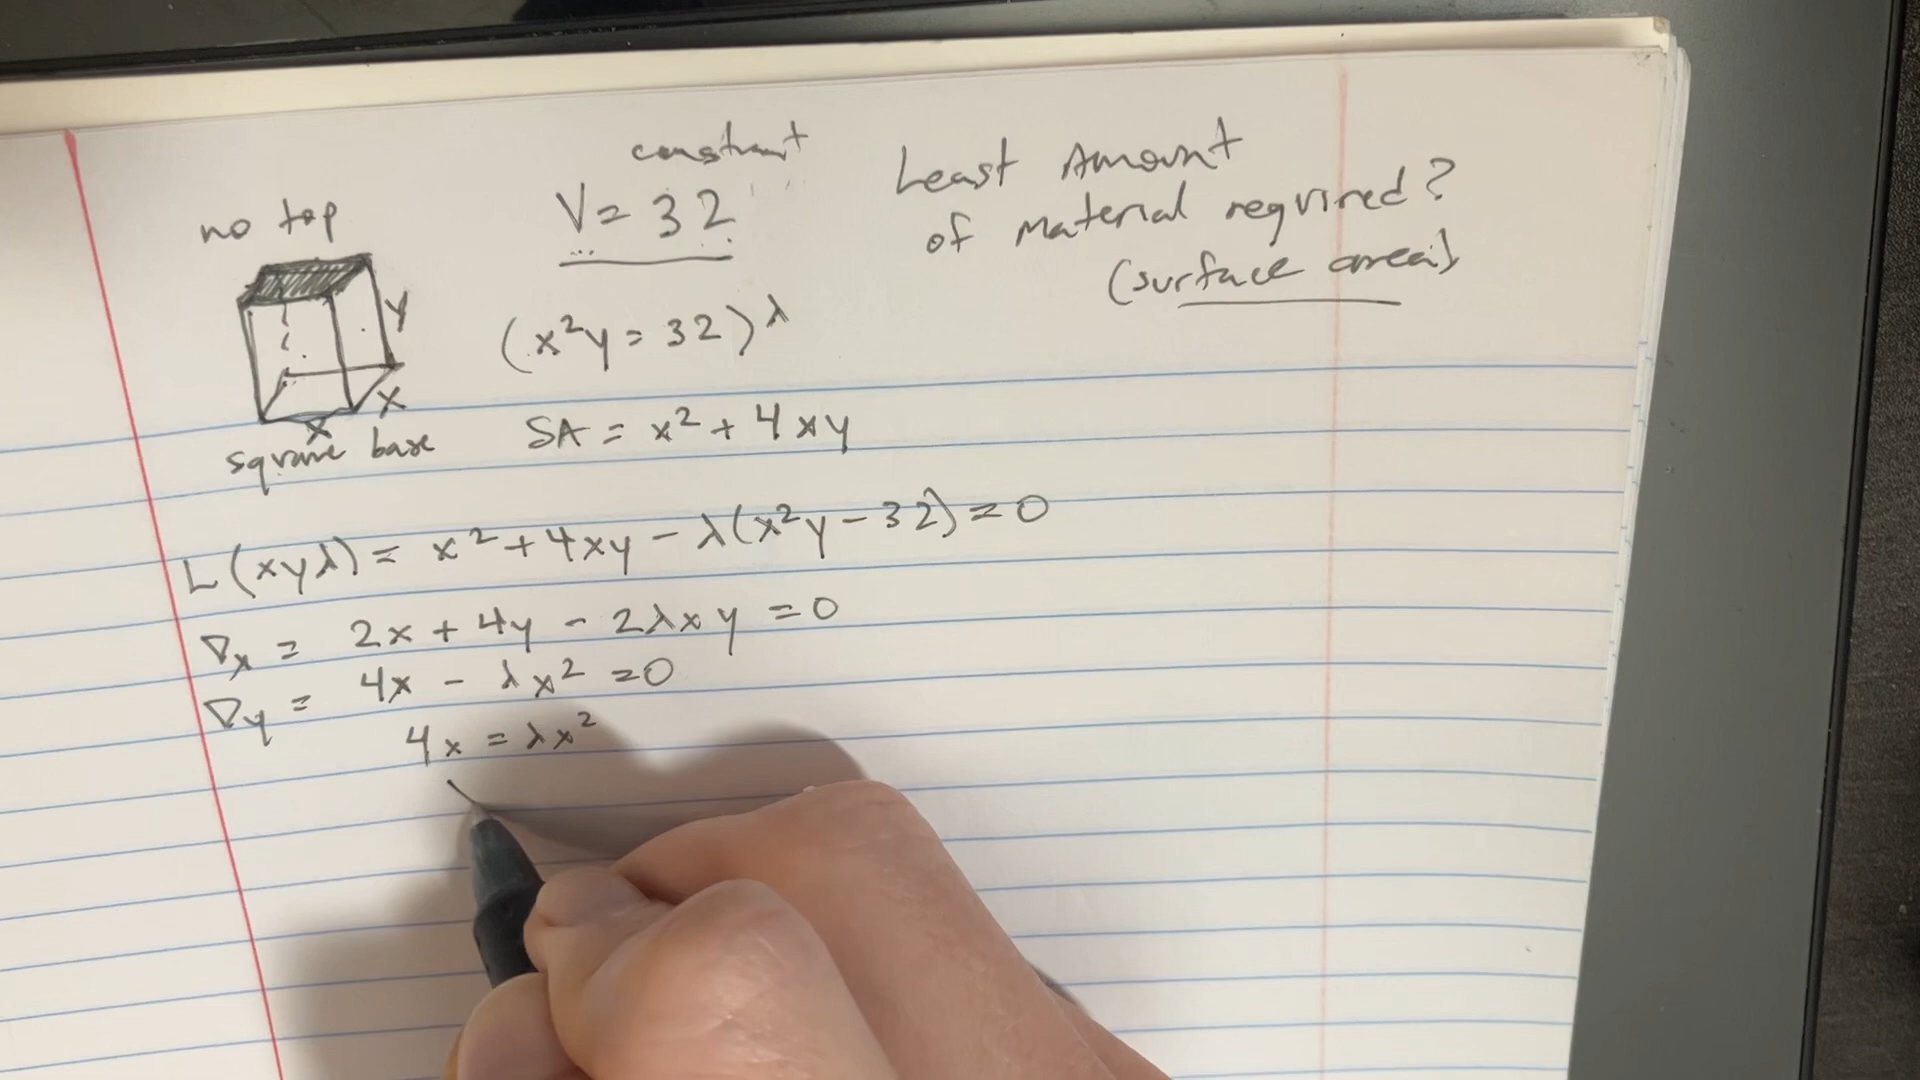 constraint
V = 32
Least Amount
of material required?
(surface area)
no top
y
x
x
square base
(x²y = 32) λ
SA = x² + 4xy
L(xyλ) = x² + 4xy - λ(x²y - 32) = 0
∇x = 2x + 4y - 2λxy = 0
∇y = 4x - λx² = 0
4x = λx²